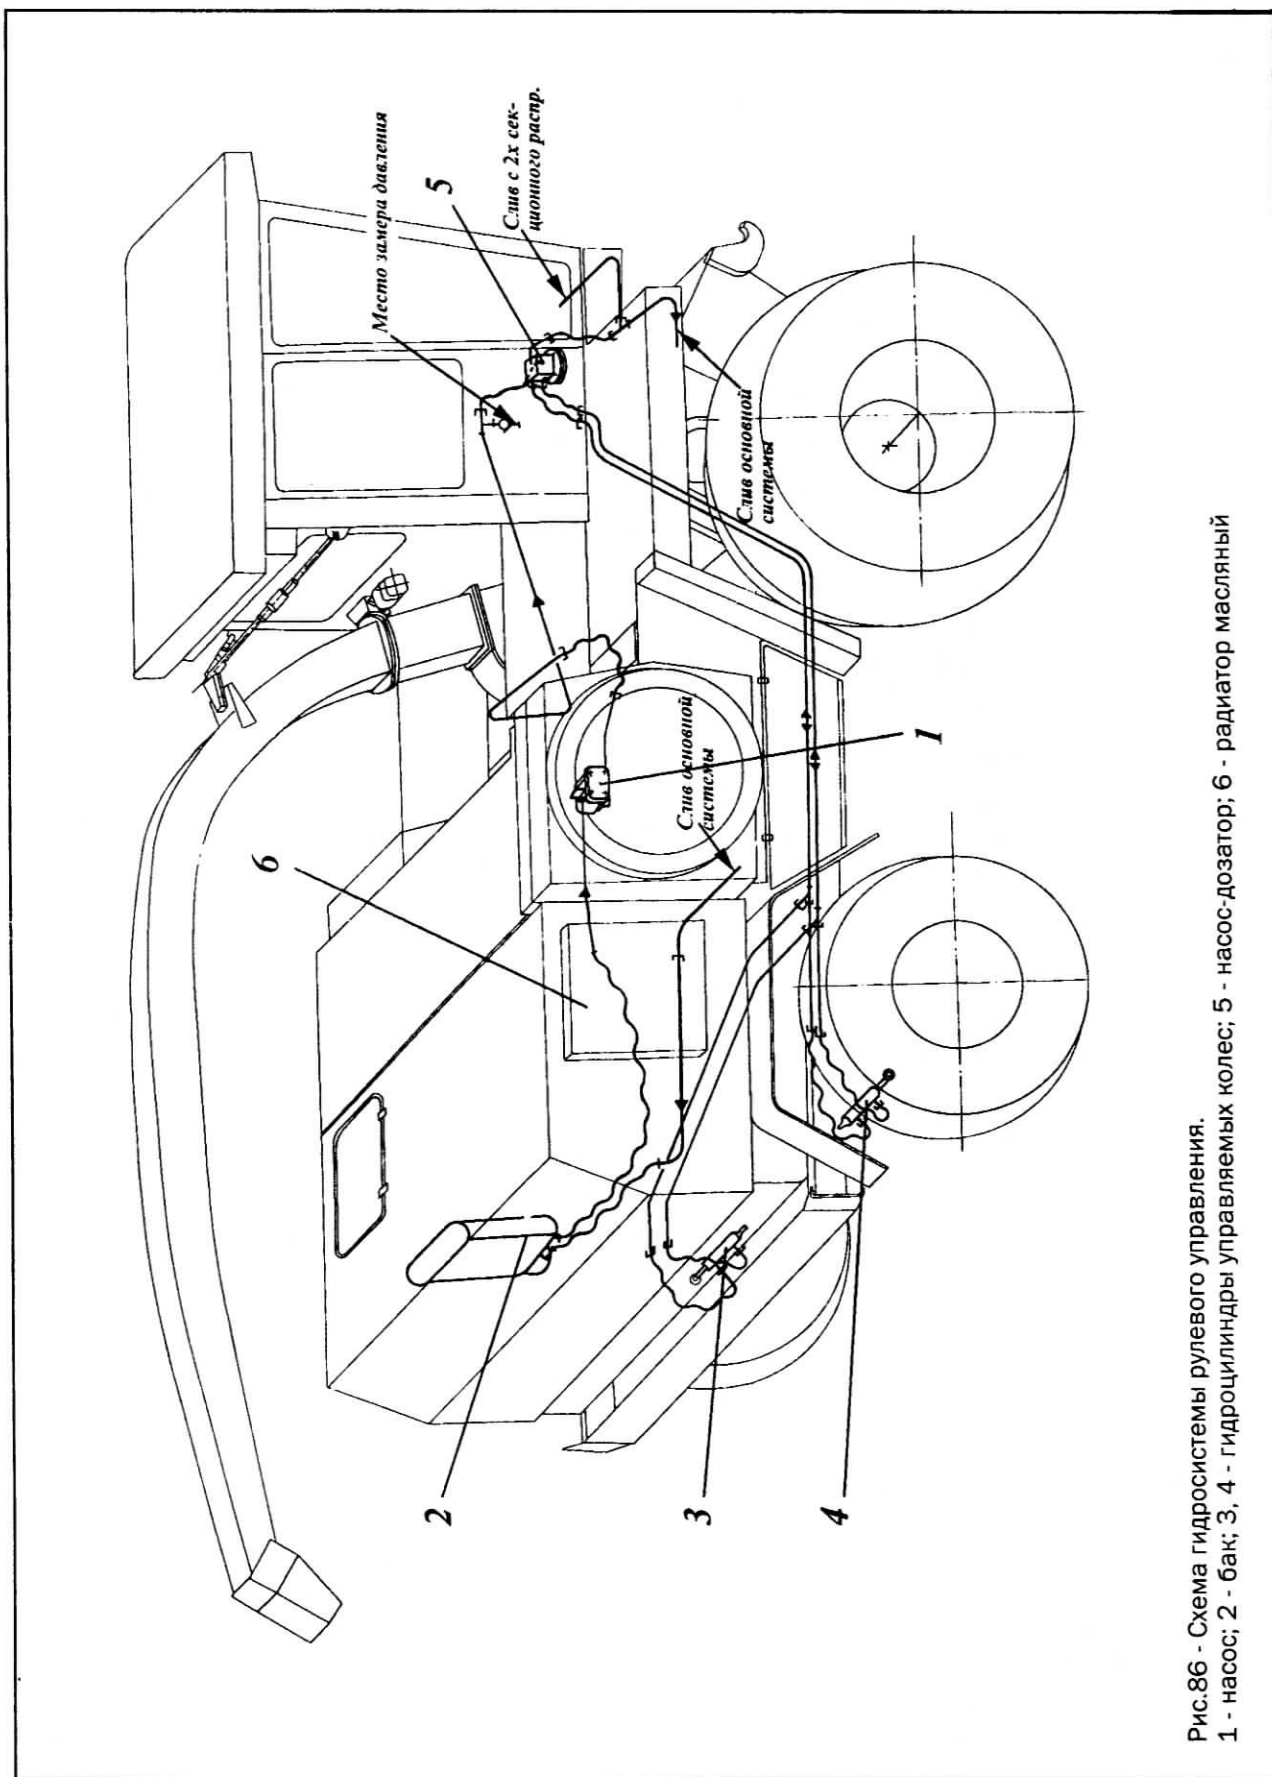 Место замера давления
5
Слив с 2х сек-
ционного распр.
Слив основной
системы
6
Слив основной
системы
1
2
3
4
Рис.86 - Схема гидросистемы рулевого управления.
1 - насос; 2 - бак; 3, 4 - гидроцилиндры управляемых колес; 5 - насос-дозатор; 6 - радиатор масляный